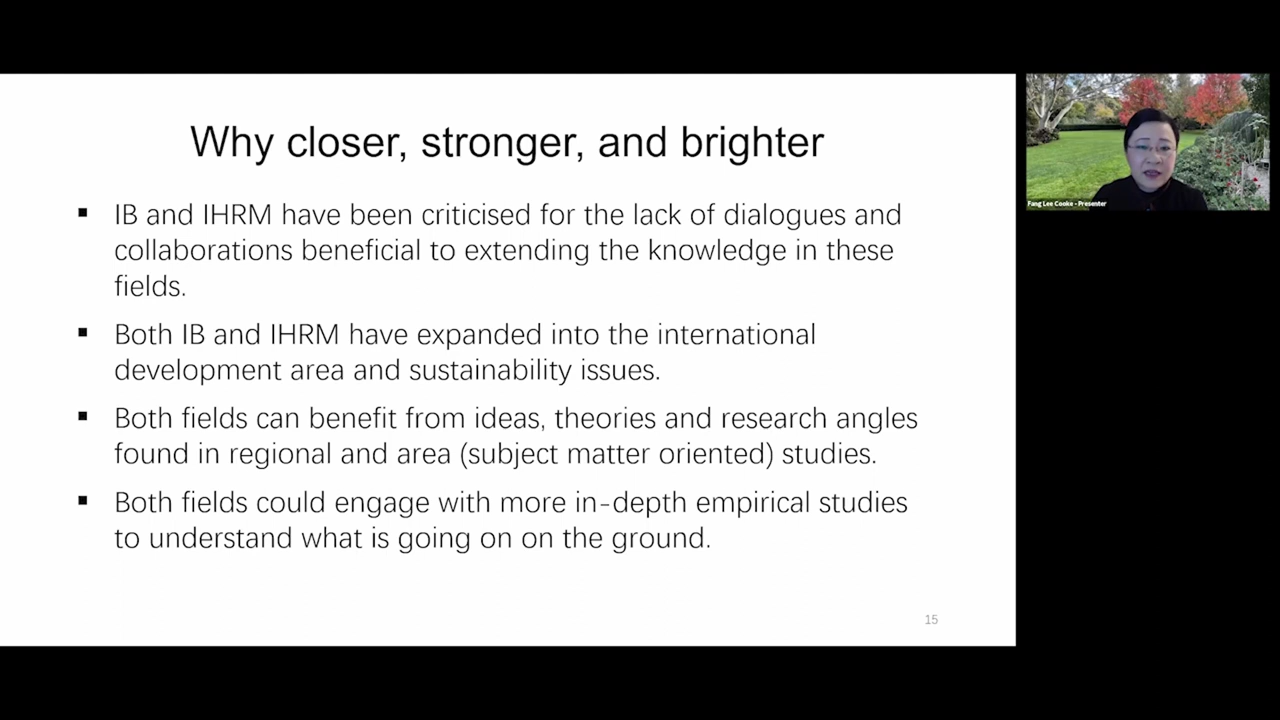 Why closer, stronger, and brighter
▪ IB and IHRM have been criticised for the lack of dialogues and
collaborations beneficial to extending the knowledge in these
fields.
▪ Both IB and IHRM have expanded into the international
development area and sustainability issues.
▪ Both fields can benefit from ideas, theories and research angles
found in regional and area (subject matter oriented) studies.
▪ Both fields could engage with more in-depth empirical studies
to understand what is going on on the ground.
15
Fang Lee Cooke - Presenter